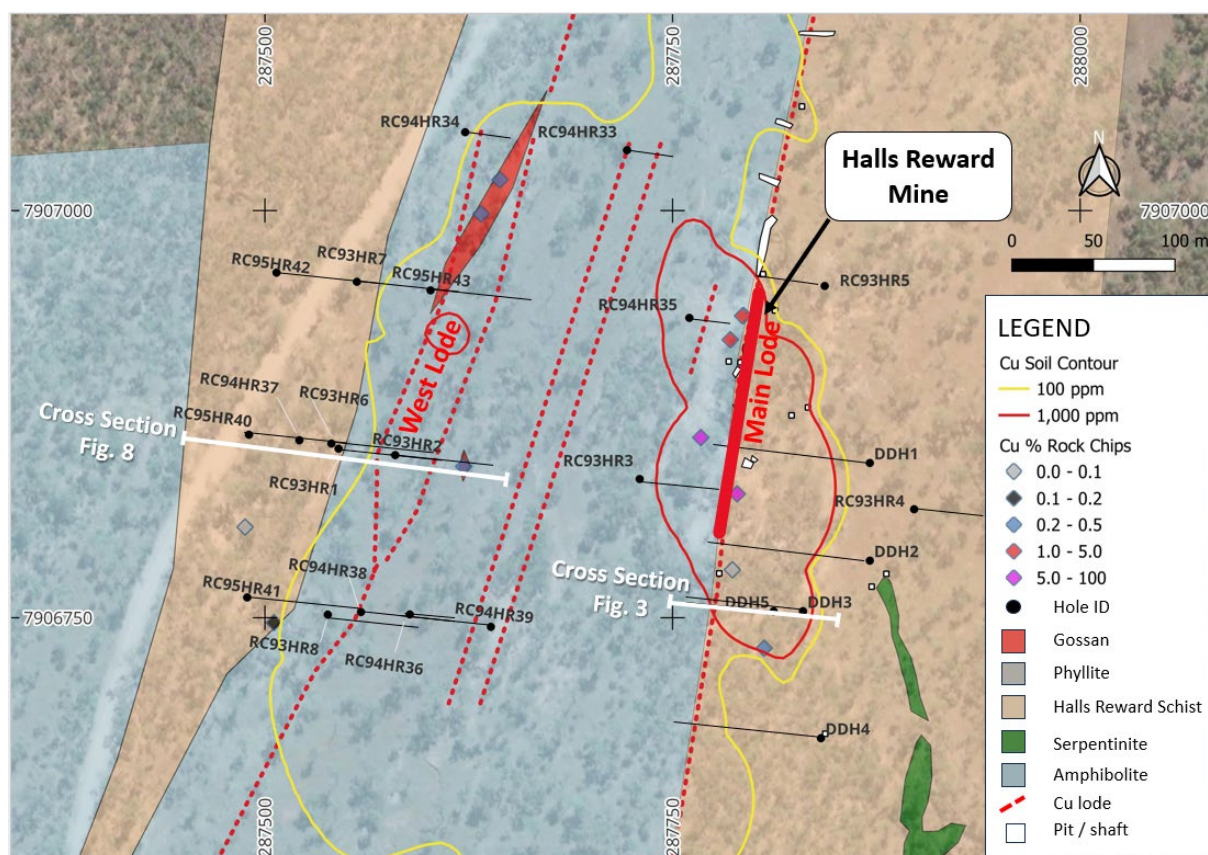 287500
287750
288000
RC94HR34
RC94HR33
Halls Reward
Mine
N
7907000
7907000
0
50
100 m
RC95HR42
RC93HR7
RC95HR43
RC93HR5
RC94HR35
West Lode
Main Lode
RC94HR37
RC93HR6
RC95HR40
RC93HR2
Cross Section
Fig. 8
RC93HR1
RC93HR3
DDH1
RC93HR4
DDH2
RC94HR38
RC95HR41
RC94HR39
Cross Section
Fig. 3
DDH5
DDH3
7906750
RC93HR8
RC94HR36
DDH4
287500
287750
LEGEND
Cu Soil Contour
100 ppm
1,000 ppm
Cu % Rock Chips
0.0 - 0.1
0.1 - 0.2
0.2 - 0.5
1.0 - 5.0
5.0 - 100
Hole ID
Gossan
Phyllite
Halls Reward Schist
Serpentinite
Amphibolite
Cu lode
Pit / shaft